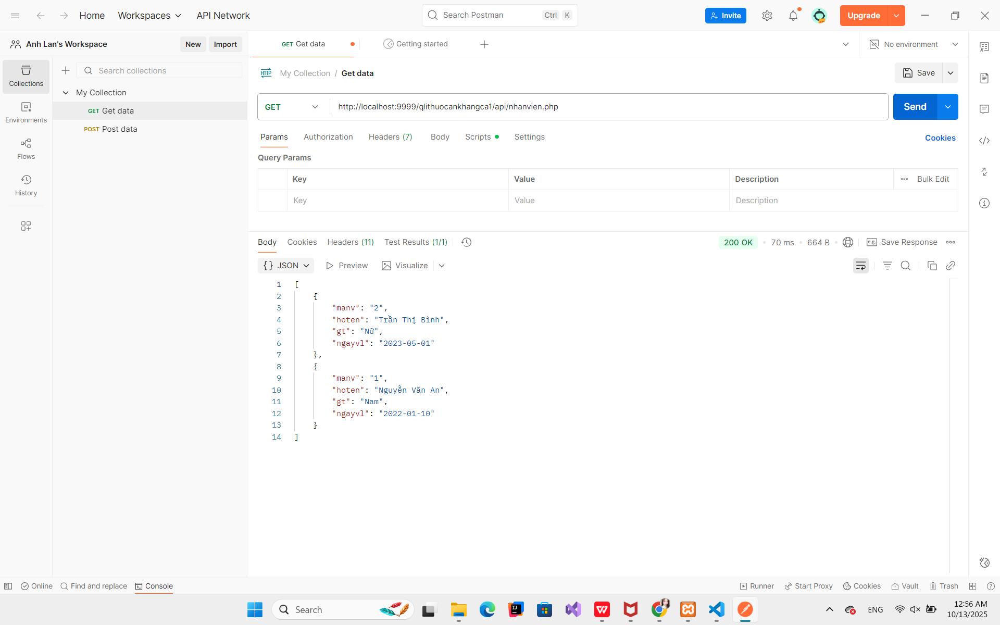 Home
Workspaces
API Network
Search Postman
Ctrl K
Invite
Upgrade
Anh Lan's Workspace
New
Import
GET Get data
Getting started
No environment
Collections
Environments
Flows
History
Search collections
My Collection
GET Get data
POST Post data
HTTP
My Collection / Get data
Save
GET
http://localhost:9999/qlithuocankhangca1/api/nhanvien.php
Send
Params
Authorization
Headers (7)
Body
Scripts
Settings
Cookies
Query Params
Key
Value
Description
Bulk Edit
Key
Value
Description
Body
Cookies
Headers (11)
Test Results (1/1)
200 OK
70 ms
664 B
e.g. Save Response
{} JSON
Preview
Visualize
1 [
2 {
3 "manv": "2",
4 "hoten": "Trần Thị Bình",
5 "gt": "Nữ",
6 "ngayvl": "2023-05-01"
7 },
8 {
9 "manv": "1",
10 "hoten": "Nguyễn Văn An",
11 "gt": "Nam",
12 "ngayvl": "2022-01-10"
13 }
14 ]
Online
Find and replace
Console
Runner
Start Proxy
Cookies
Vault
Trash
Search
ENG
12:56 AM
10/13/2025